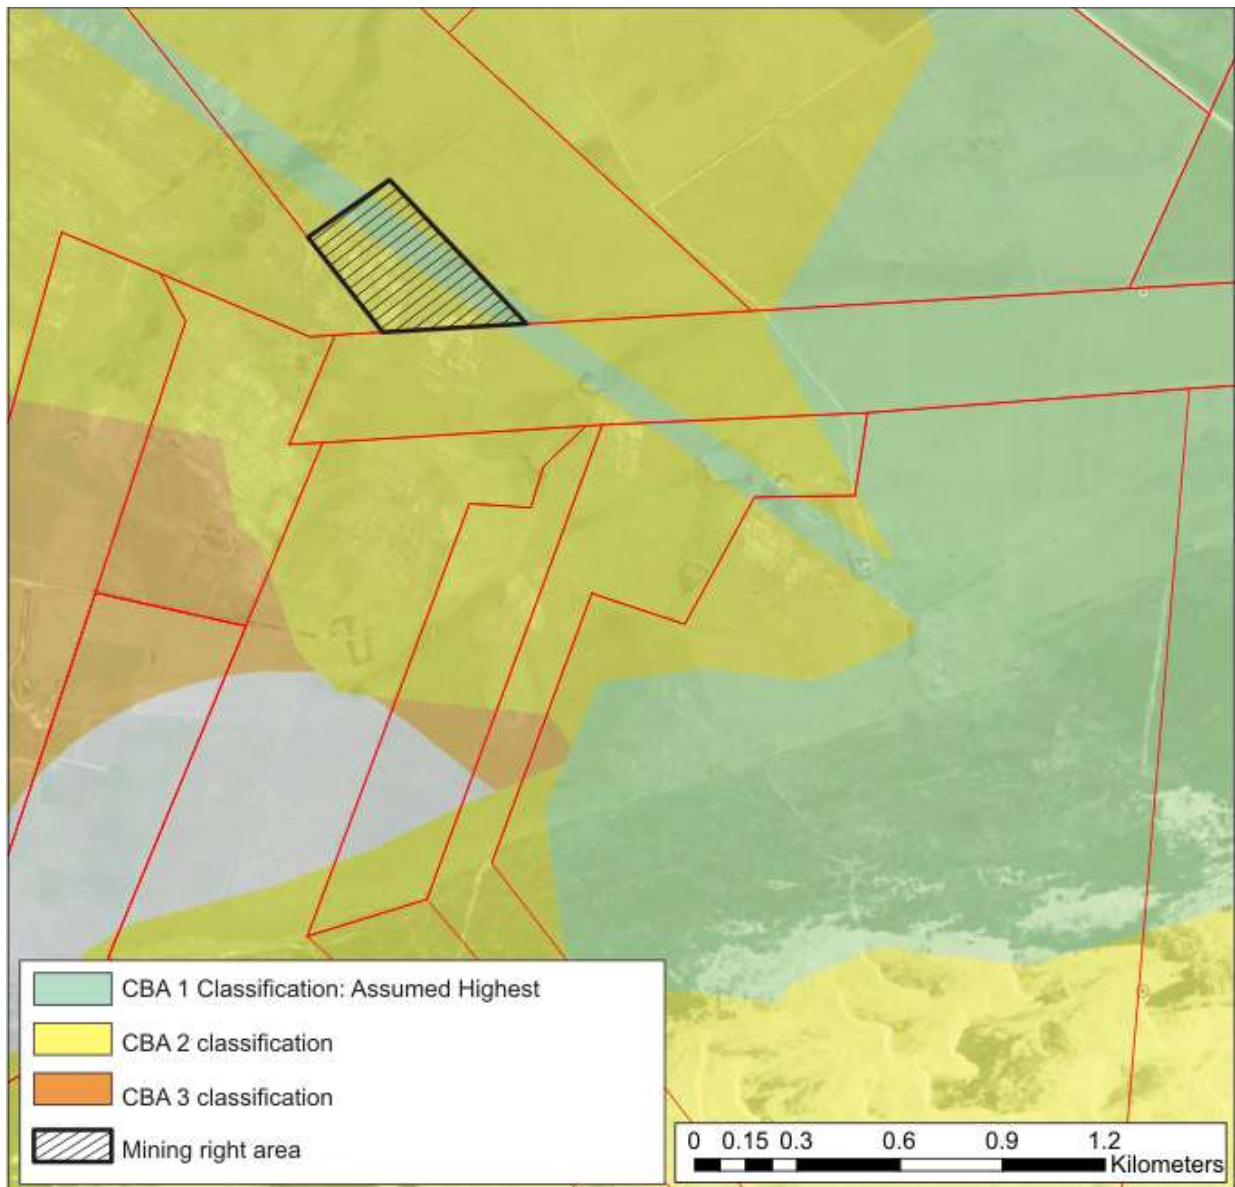 CBA 1 Classification: Assumed Highest
CBA 2 classification
CBA 3 classification
Mining right area
0 0.15 0.3 0.6 0.9 1.2
Kilometers